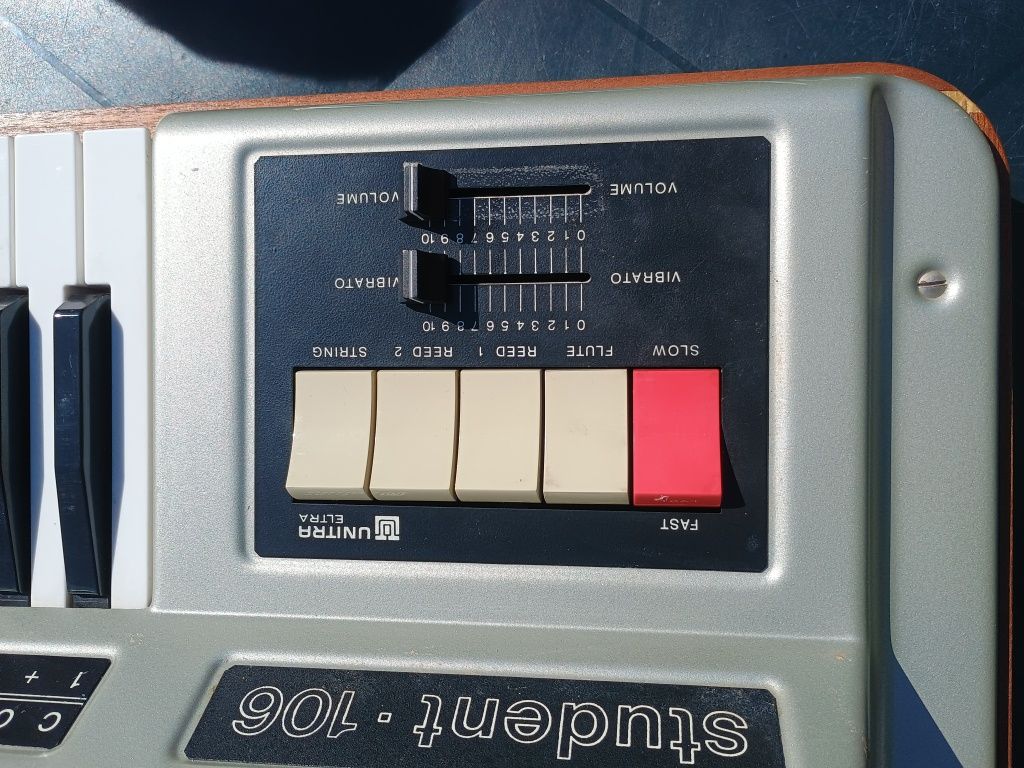 student · 106
C
1 +
FAST
UNITRA
ELTRA
SLOW FLUTE REED 1 REED 2 STRING
0 1 2 3 4 5 6 7 8 9 10
VIBRATO VIBRATO
0 1 2 3 4 5 6 7 8 9 10
VOLUME VOLUME